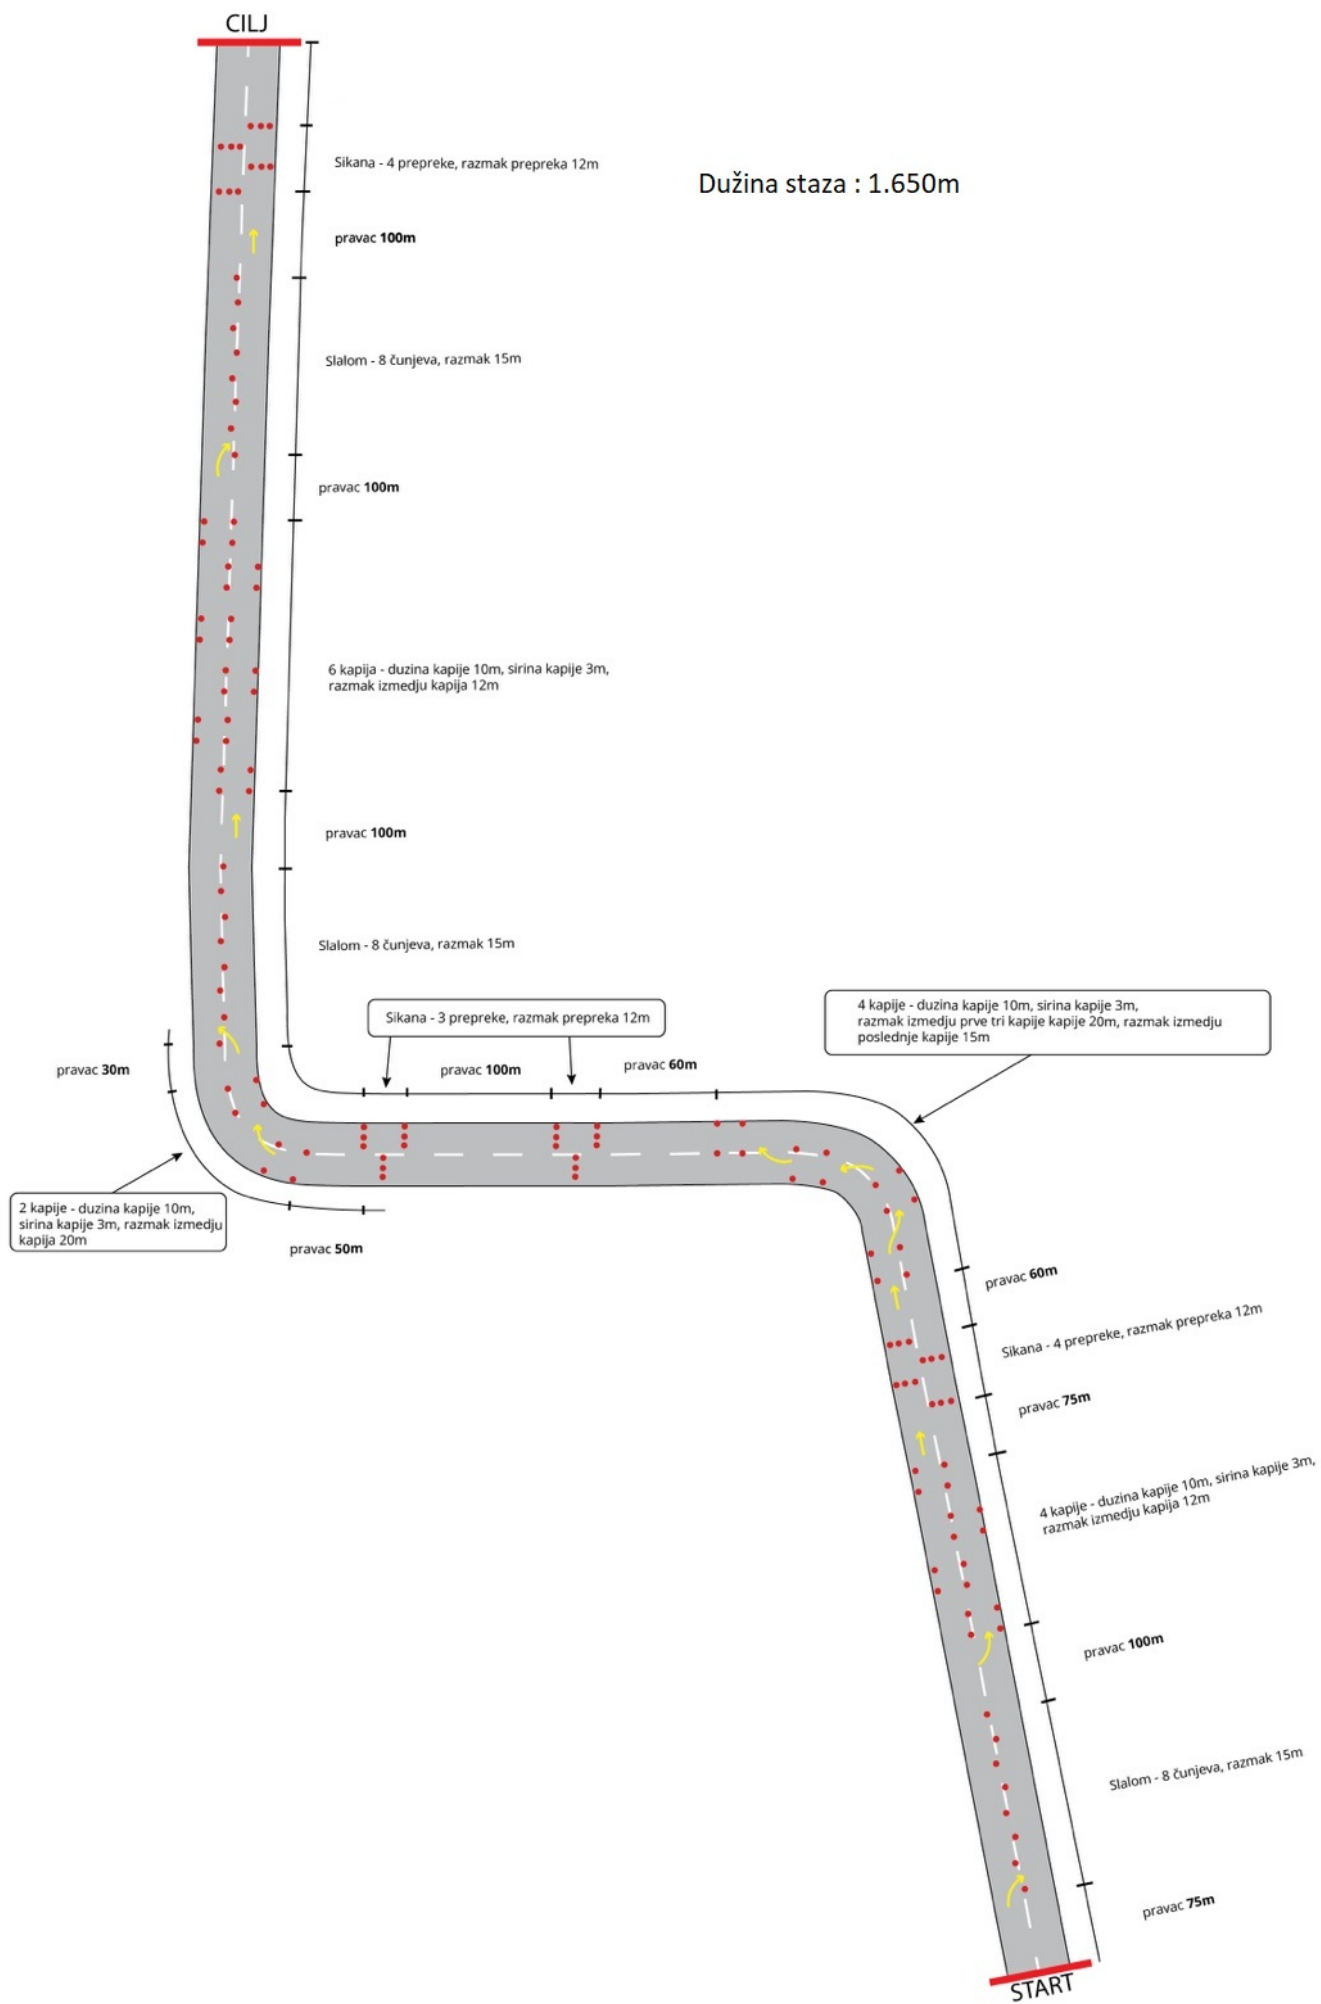 CILJ
Sikana - 4 prepreke, razmak prepreka 12m
Dužina staza : 1.650m
pravac 100m
Slalom - 8 čunjeva, razmak 15m
pravac 100m
6 kapija - duzina kapije 10m, sirina kapije 3m,
razmak izmedju kapija 12m
pravac 100m
Slalom - 8 čunjeva, razmak 15m
Sikana - 3 prepreke, razmak prepreka 12m
4 kapije - duzina kapije 10m, sirina kapije 3m,
razmak izmedju prve tri kapije kapije 20m, razmak izmedju
poslednje kapije 15m
pravac 30m
pravac 100m
pravac 60m
2 kapije - duzina kapije 10m,
sirina kapije 3m, razmak izmedju
kapija 20m
pravac 50m
pravac 60m
Sikana - 4 prepreke, razmak prepreka 12m
pravac 75m
4 kapije - duzina kapije 10m, sirina kapije 3m,
razmak izmedju kapija 12m
pravac 100m
Slalom - 8 čunjeva, razmak 15m
pravac 75m
START